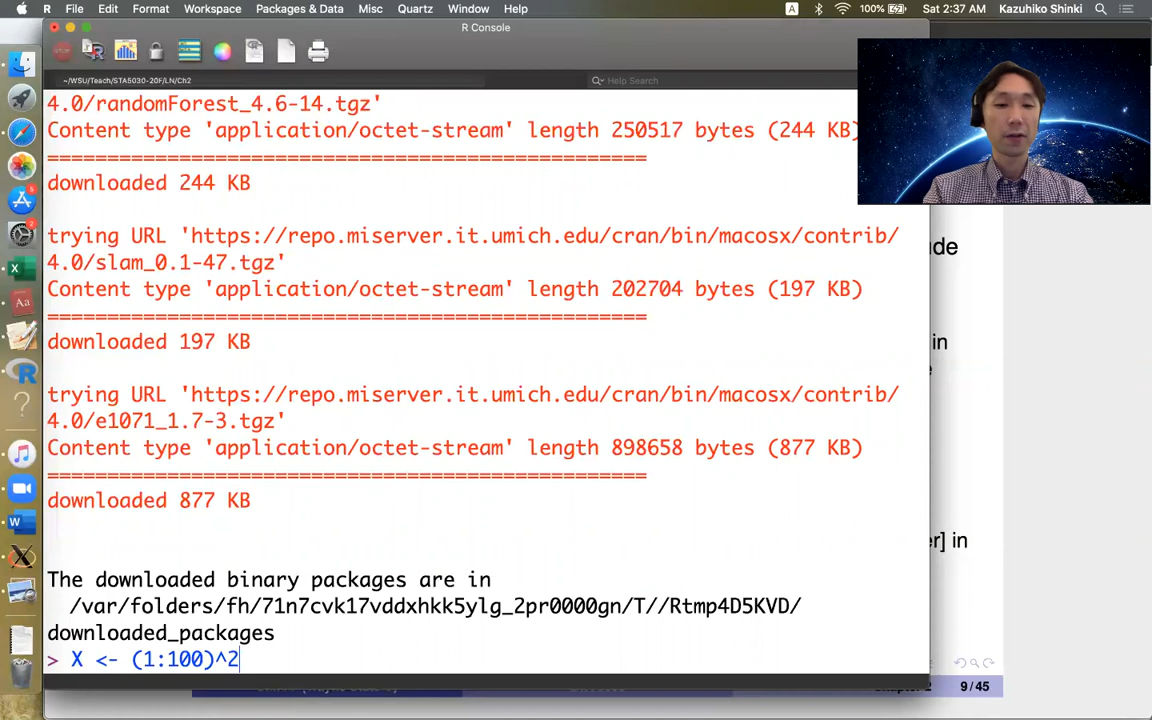 R File Edit Format Workspace Packages & Data Misc Quartz Window Help A 100% Sat 2:37 AM Kazuhiko Shinki
R Console
STOP
~/WSU/Teach/STA5030-20F/LN/Ch2
Help Search
4.0/randomForest_4.6-14.tgz'
Content type 'application/octet-stream' length 250517 bytes (244 KB)
=================================================
downloaded 244 KB
trying URL 'https://repo.miserver.it.umich.edu/cran/bin/macosx/contrib/
4.0/slam_0.1-47.tgz'
Content type 'application/octet-stream' length 202704 bytes (197 KB)
=================================================
downloaded 197 KB
trying URL 'https://repo.miserver.it.umich.edu/cran/bin/macosx/contrib/
4.0/e1071_1.7-3.tgz'
Content type 'application/octet-stream' length 898658 bytes (877 KB)
=================================================
downloaded 877 KB
The downloaded binary packages are in
/var/folders/fh/71n7cvk17vddxhkk5ylg_2pr0000gn/T//Rtmp4D5KVD/
downloaded_packages
> X <- (1:100)^2
ude
in
er] in
Chapter 2 9 / 45